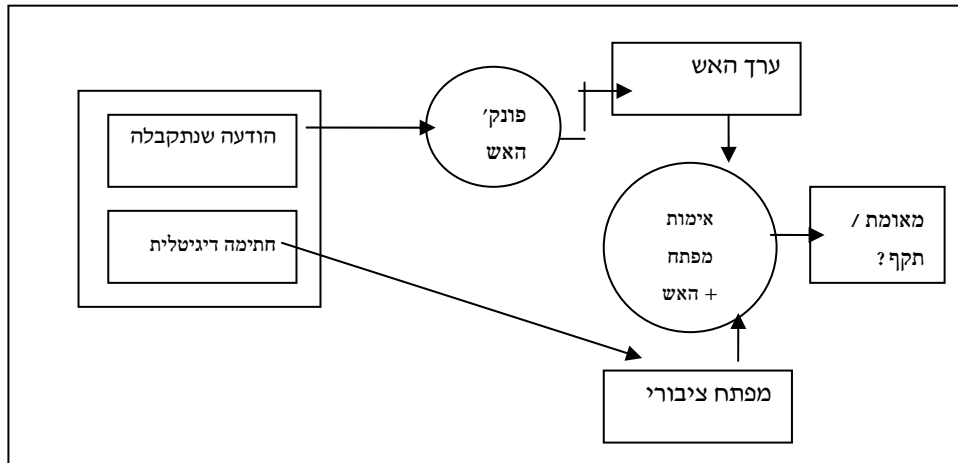 הודעה שנתקבלה
חתימה דיגיטלית
פונק׳
האש
ערך האש
אימות
מפתח
+ האש
מפתח ציבורי
מאומת /
תקף ?